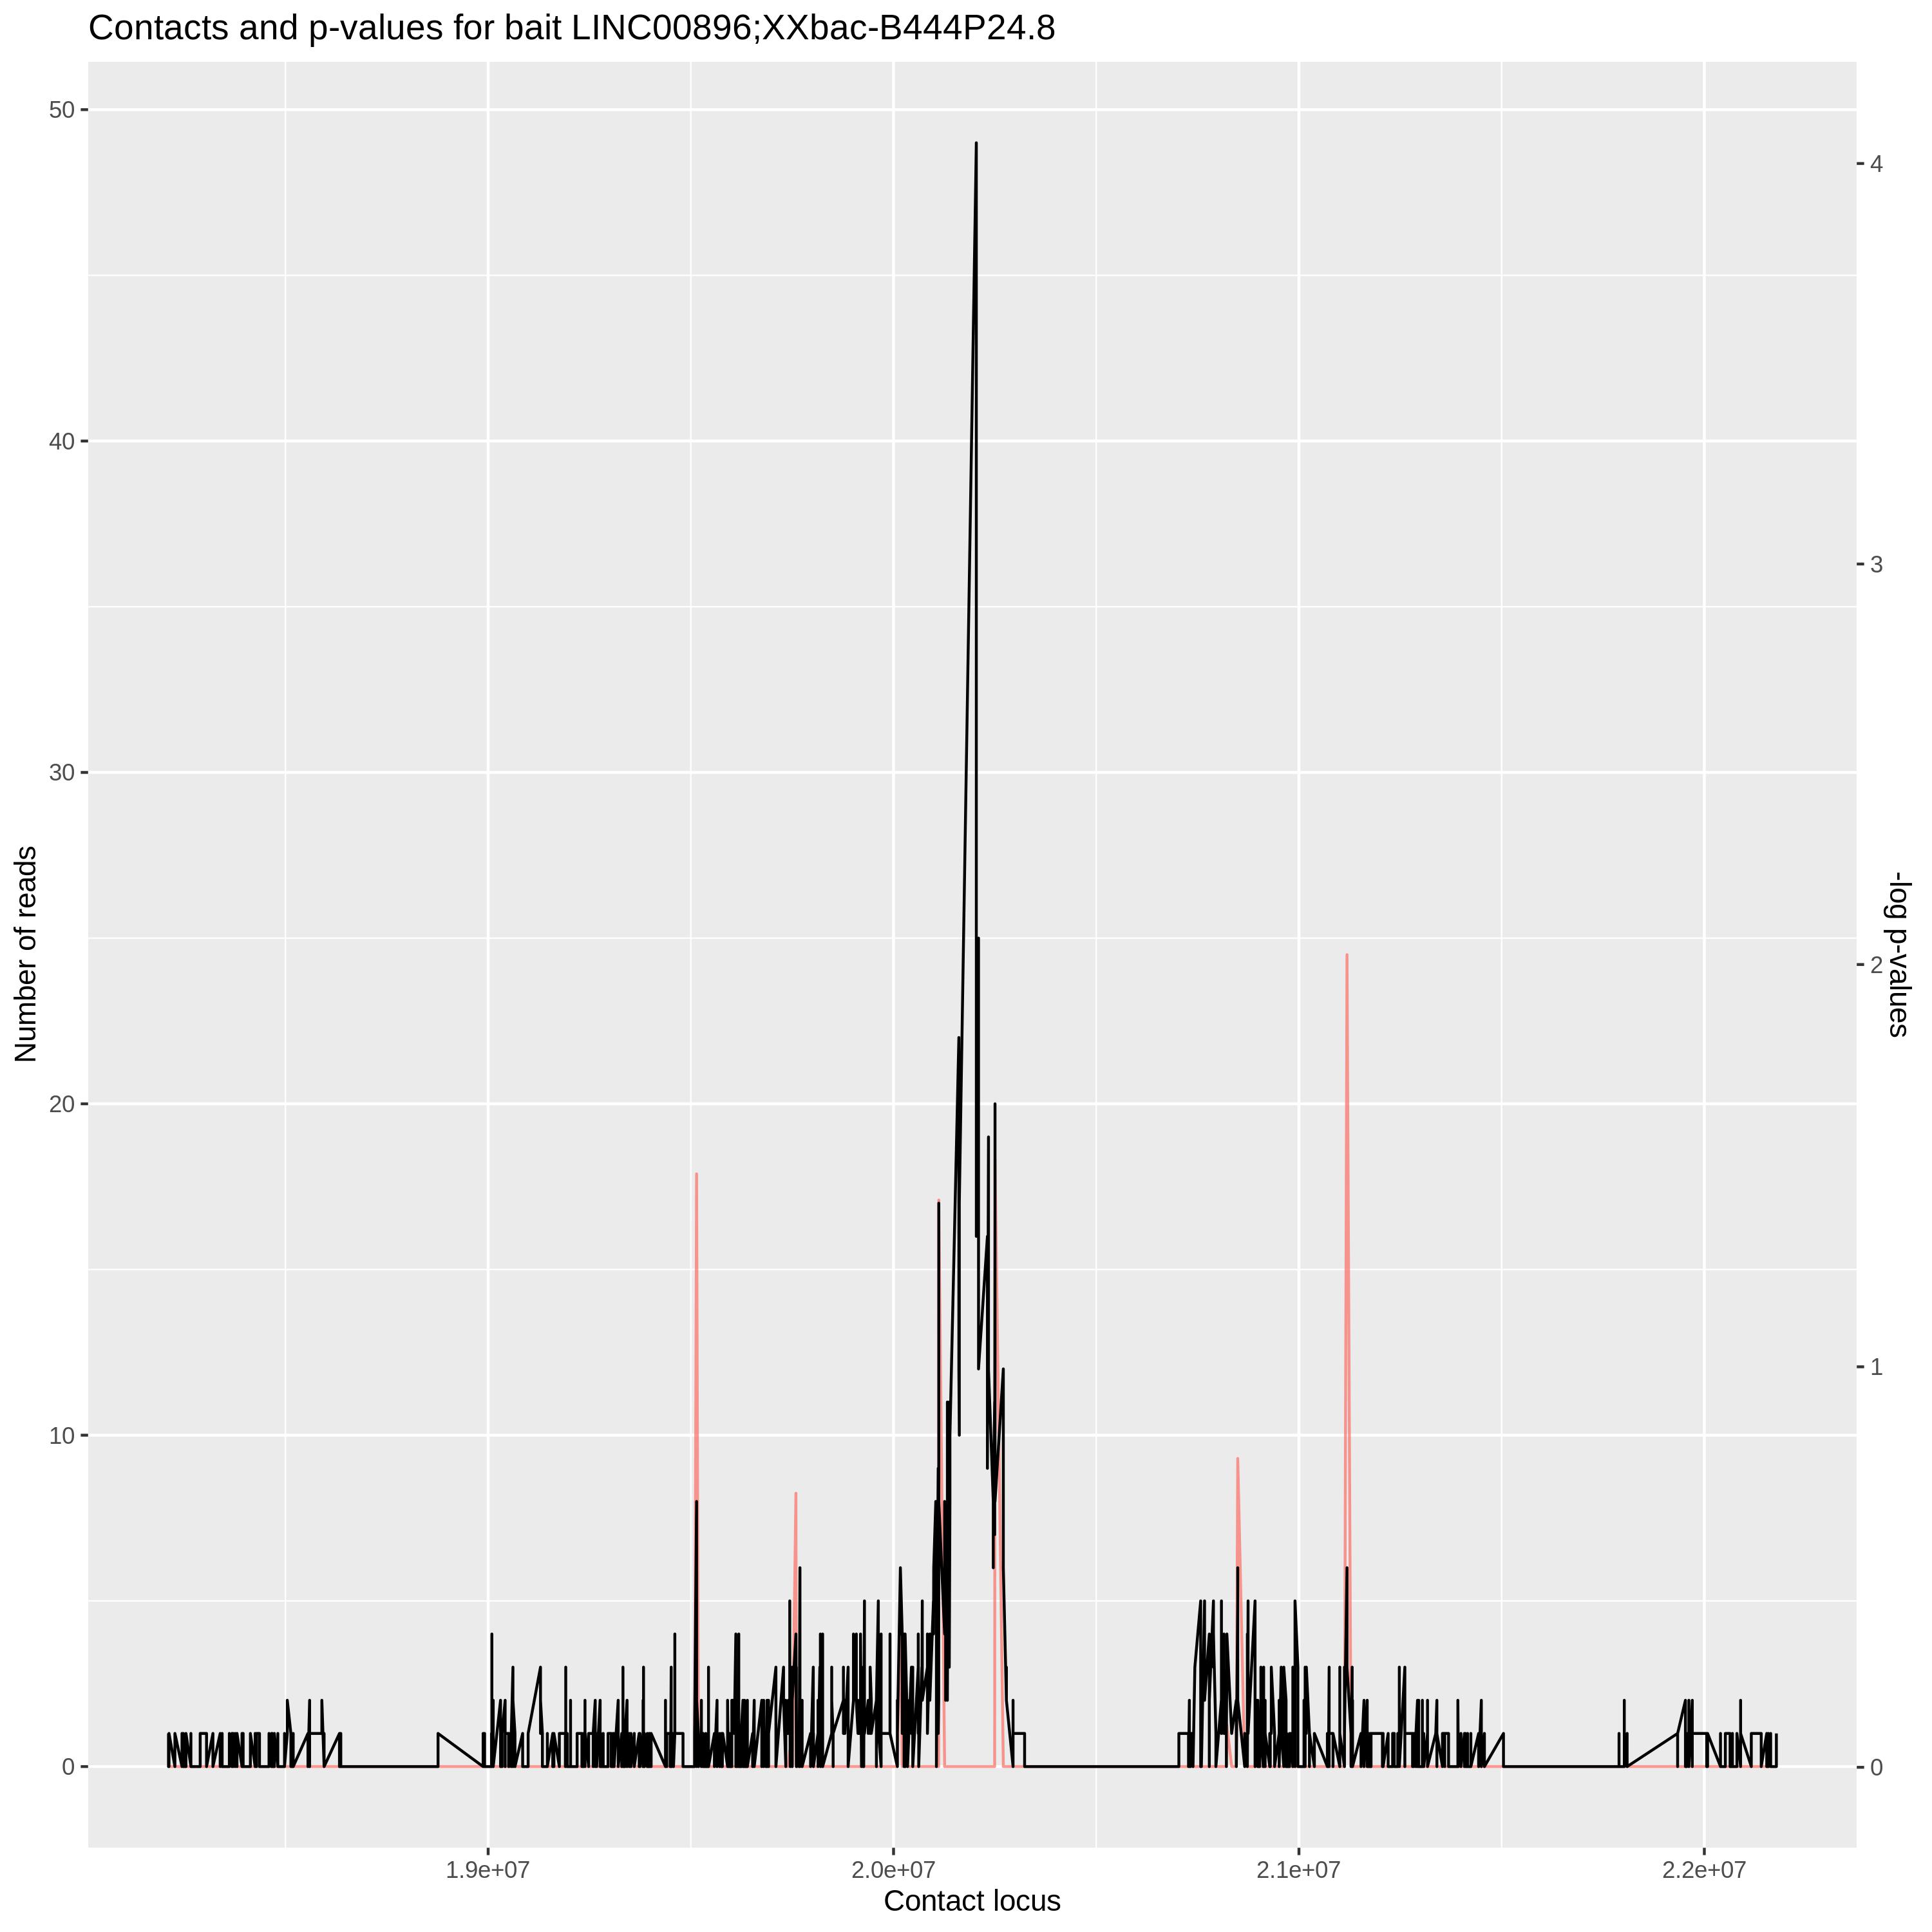 Contacts and p-values for bait LINC00896;XXbac-B444P24.8
50
40
30
20
10
0
Number of reads
4
3
2
1
0
-log p-values
1.9e+07 2.0e+07 2.1e+07 2.2e+07
Contact locus